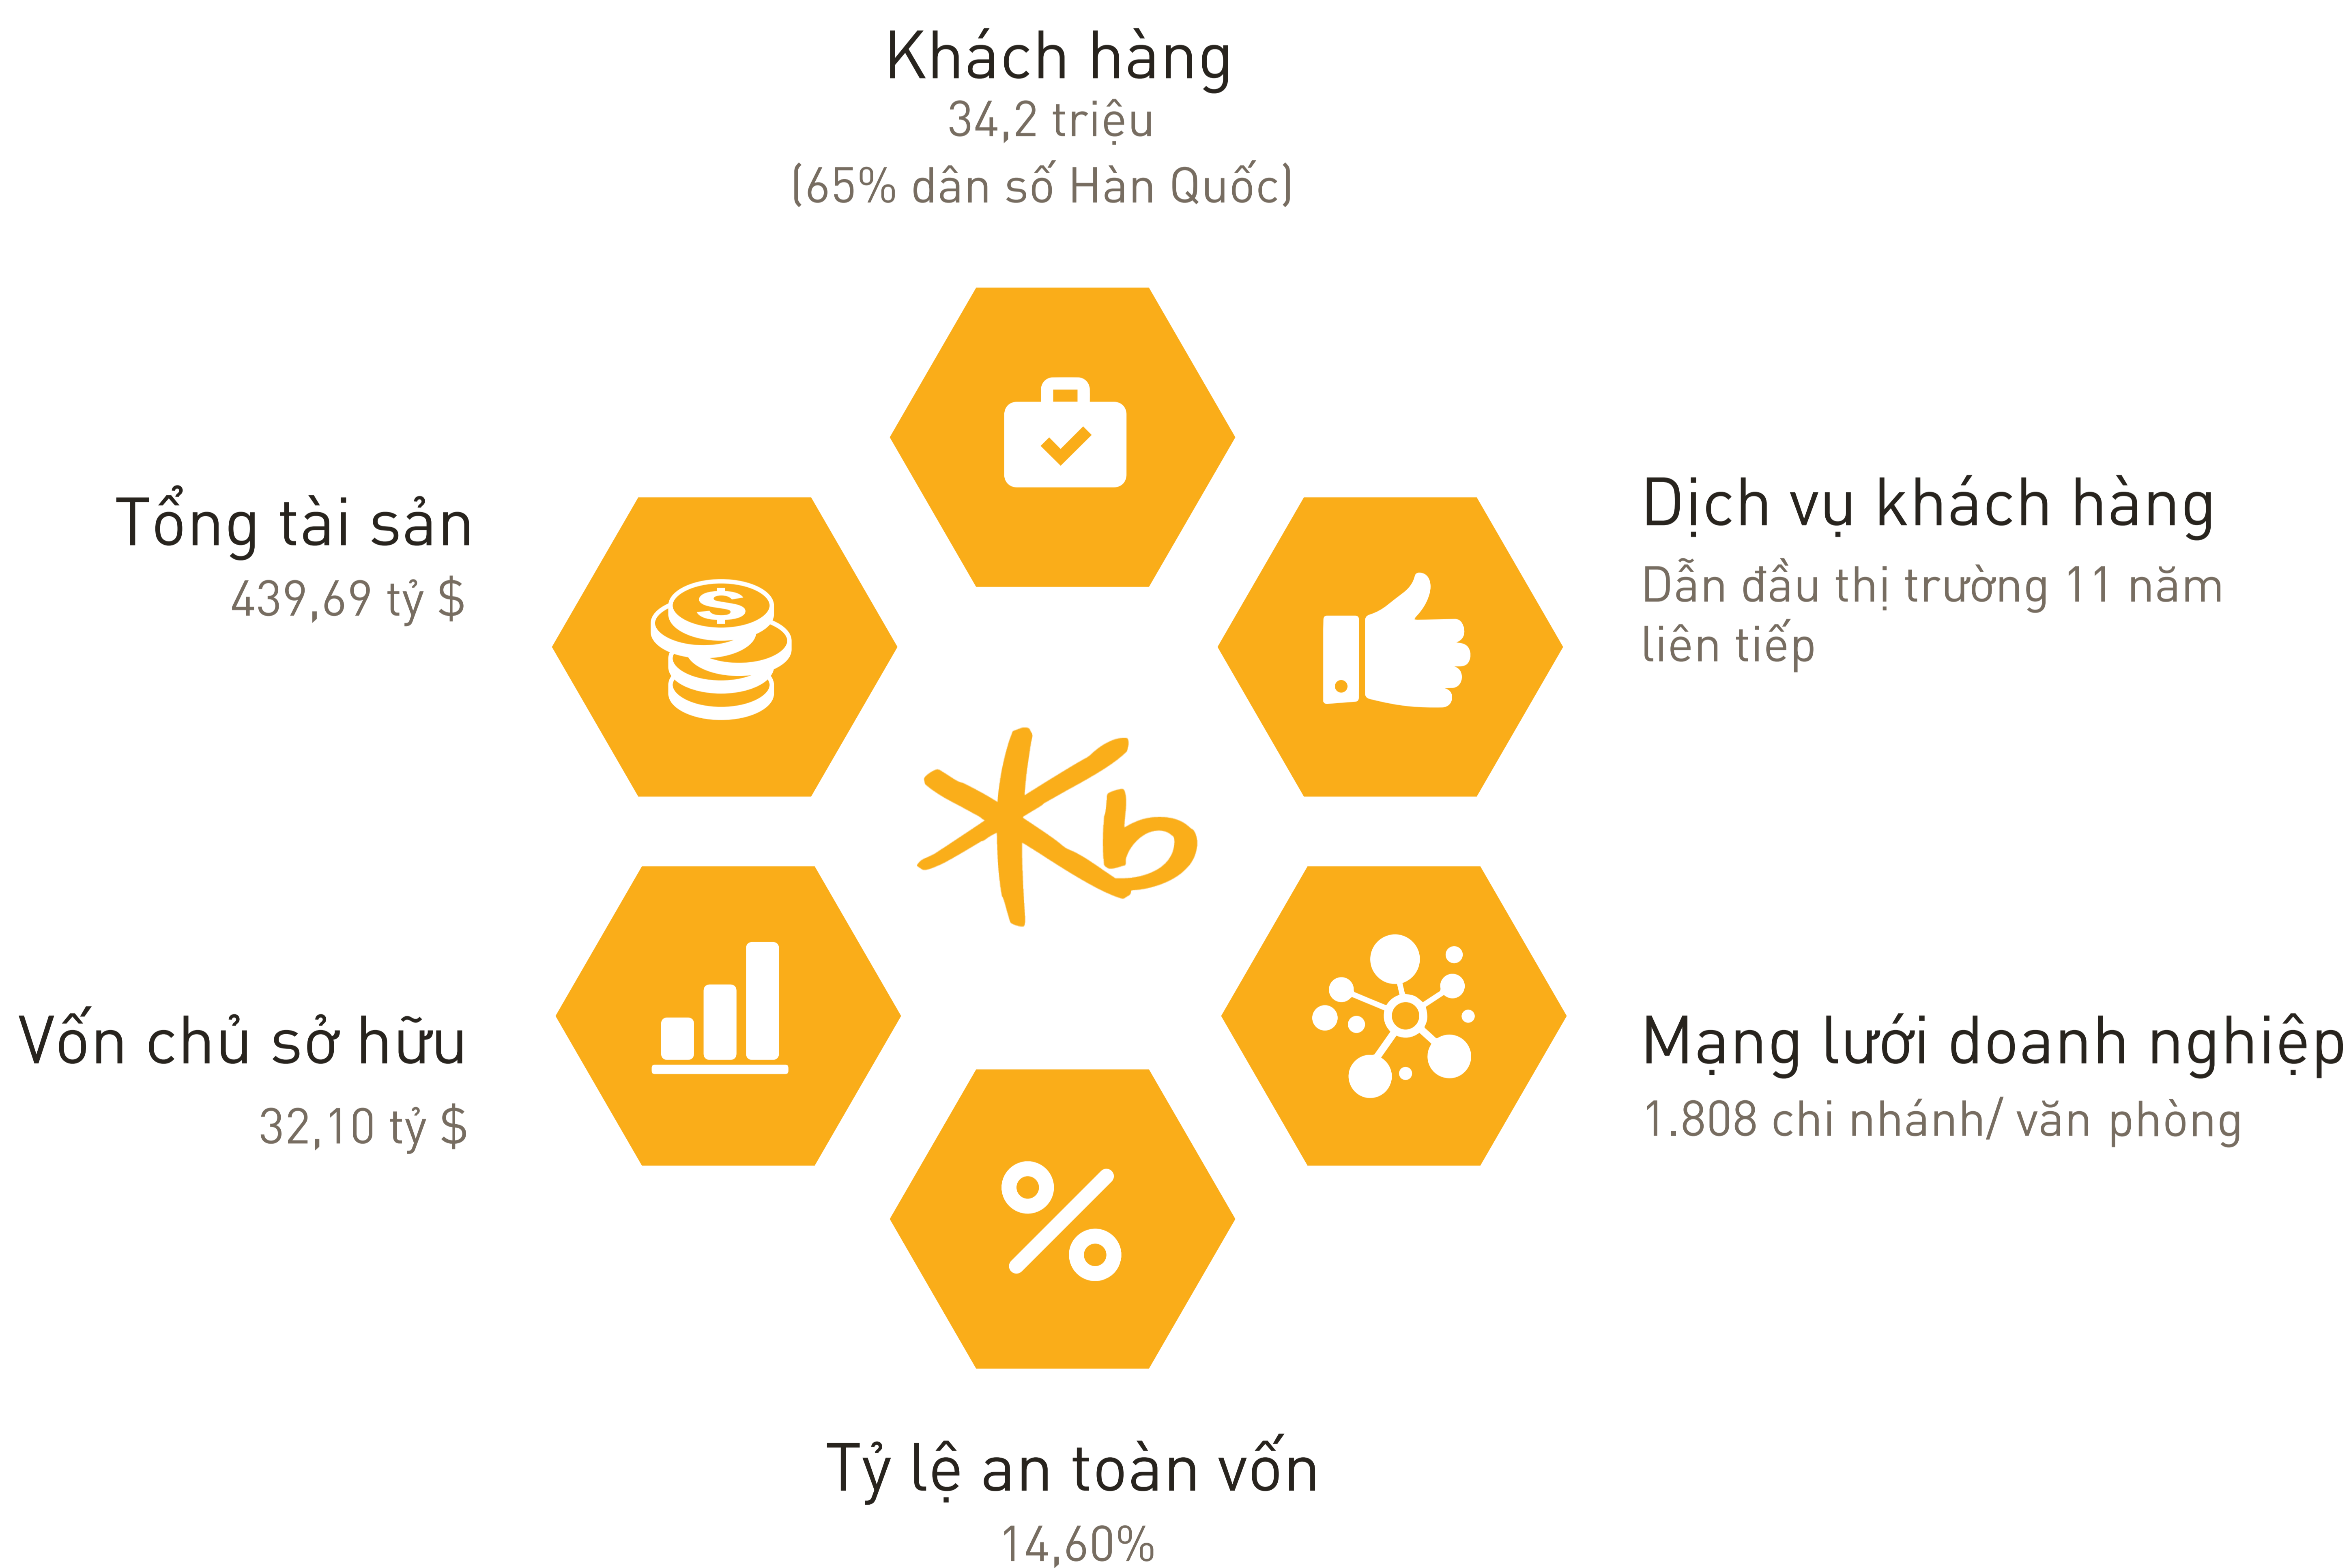 Khách hàng
34,2 triệu
(65% dân số Hàn Quốc)
Tổng tài sản
439,69 tỷ $
Dịch vụ khách hàng
Dẫn đầu thị trường 11 năm
liên tiếp
Kb
Vốn chủ sở hữu
32,10 tỷ $
Mạng lưới doanh nghiệp
1.808 chi nhánh/ văn phòng
Tỷ lệ an toàn vốn
14,60%